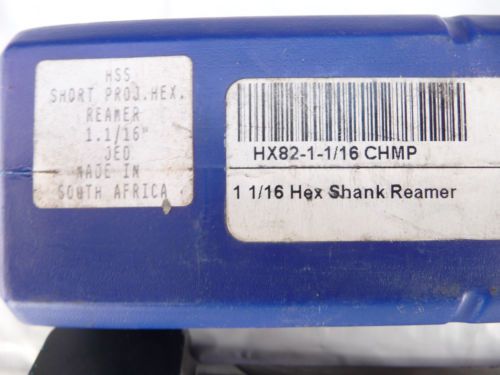 HSS
SHORT PROJ.HEX.
REAMER
1.1/16"
JEO
MADE IN
SOUTH AFRICA
HX82-1-1/16 CHMP
1 1/16 Hex Shank Reamer